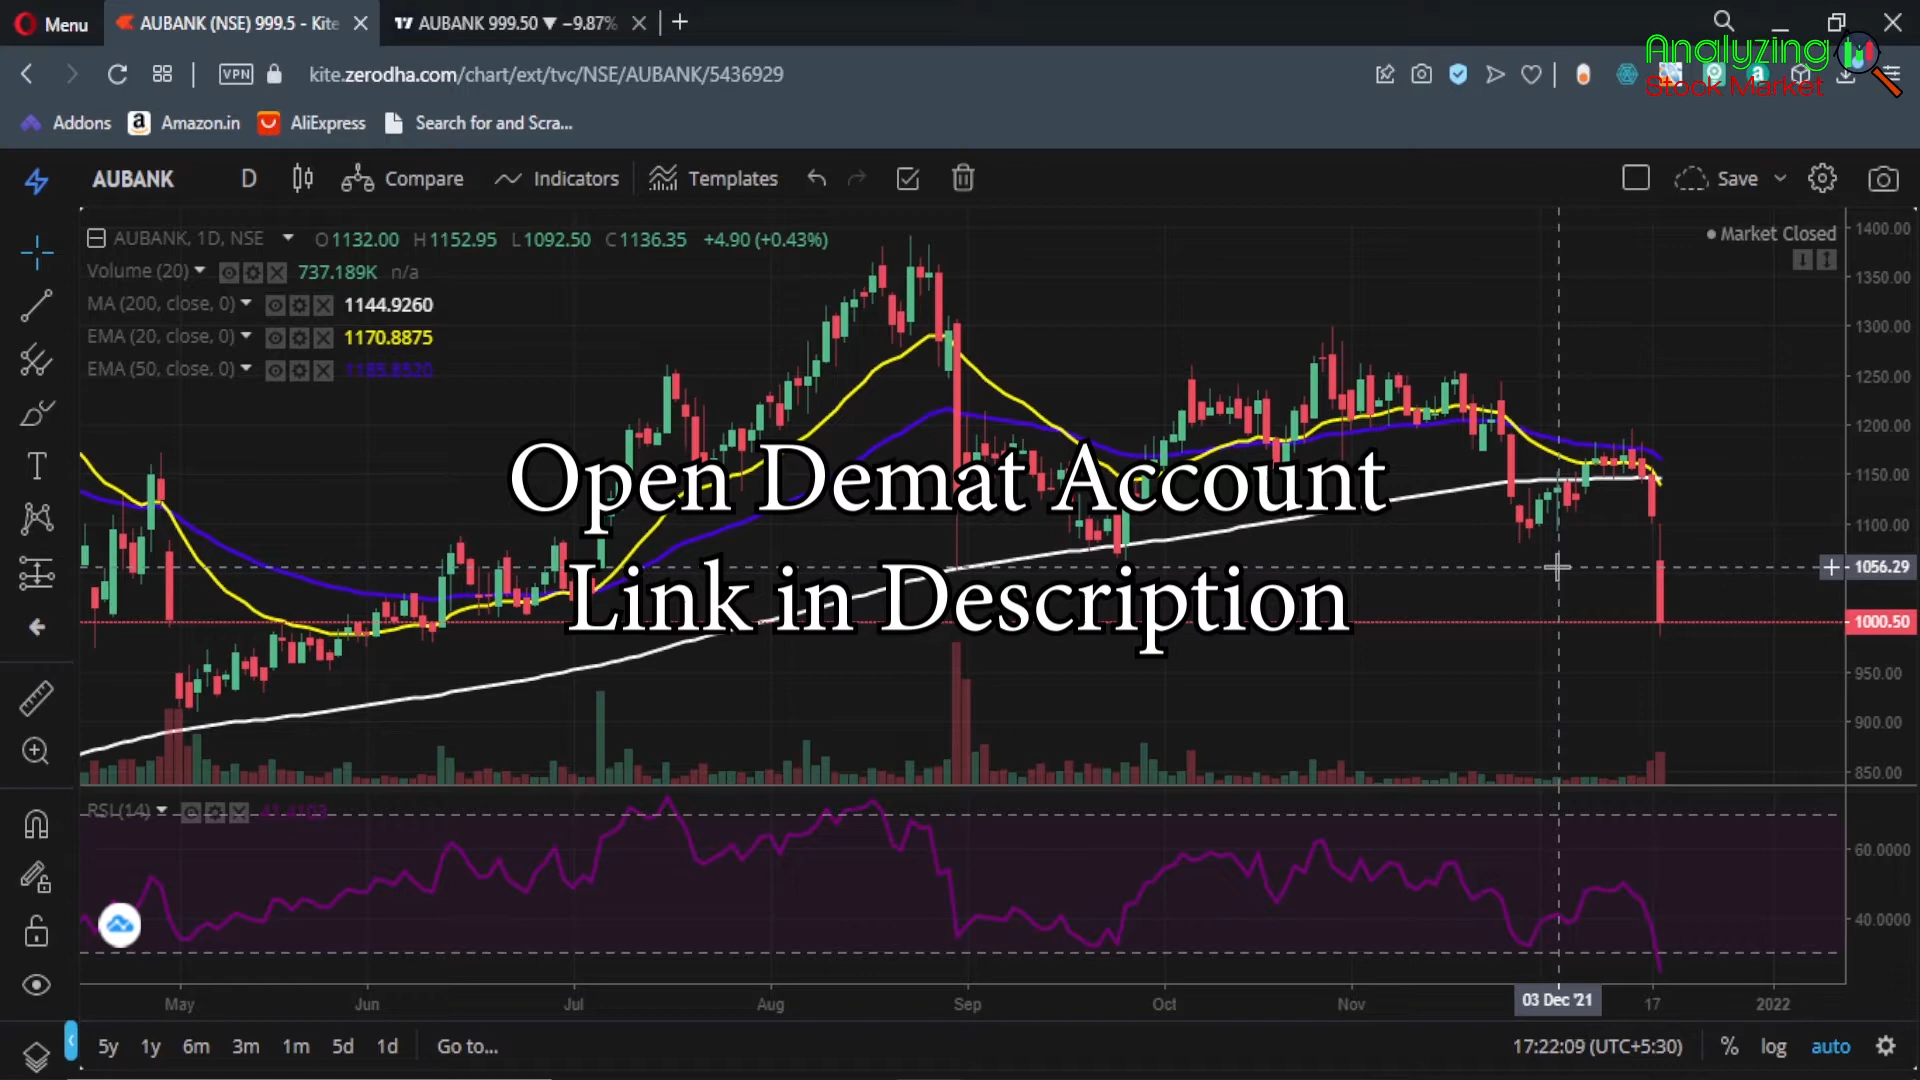 Menu
AUBANK (NSE) 999.5 - Kite
AUBANK 999.50 ▼ −9.87%
Analyzing
Stock Market
VPN
kite.zerodha.com/chart/ext/tvc/NSE/AUBANK/5436929
Addons
Amazon.in
AliExpress
Search for and Scra...
AUBANK
D
Compare
Indicators
Templates
Save
AUBANK, 1D, NSE
O1132.00 H1152.95 L1092.50 C1136.35 +4.90 (+0.43%)
Market Closed
Volume (20)
737.189K n/a
MA (200, close, 0)
1144.9260
EMA (20, close, 0)
1170.8875
EMA (50, close, 0)
1185.8520
1400.00
1350.00
1300.00
1250.00
1200.00
1150.00
1100.00
1056.29
1000.50
950.00
900.00
850.00
Open Demat Account
Link in Description
RSI (14)
41.4103
60.0000
40.0000
May
Jun
Jul
Aug
Sep
Oct
Nov
03 Dec '21
17
2022
5y 1y 6m 3m 1m 5d 1d
Go to...
17:22:09 (UTC+5:30)
% log auto